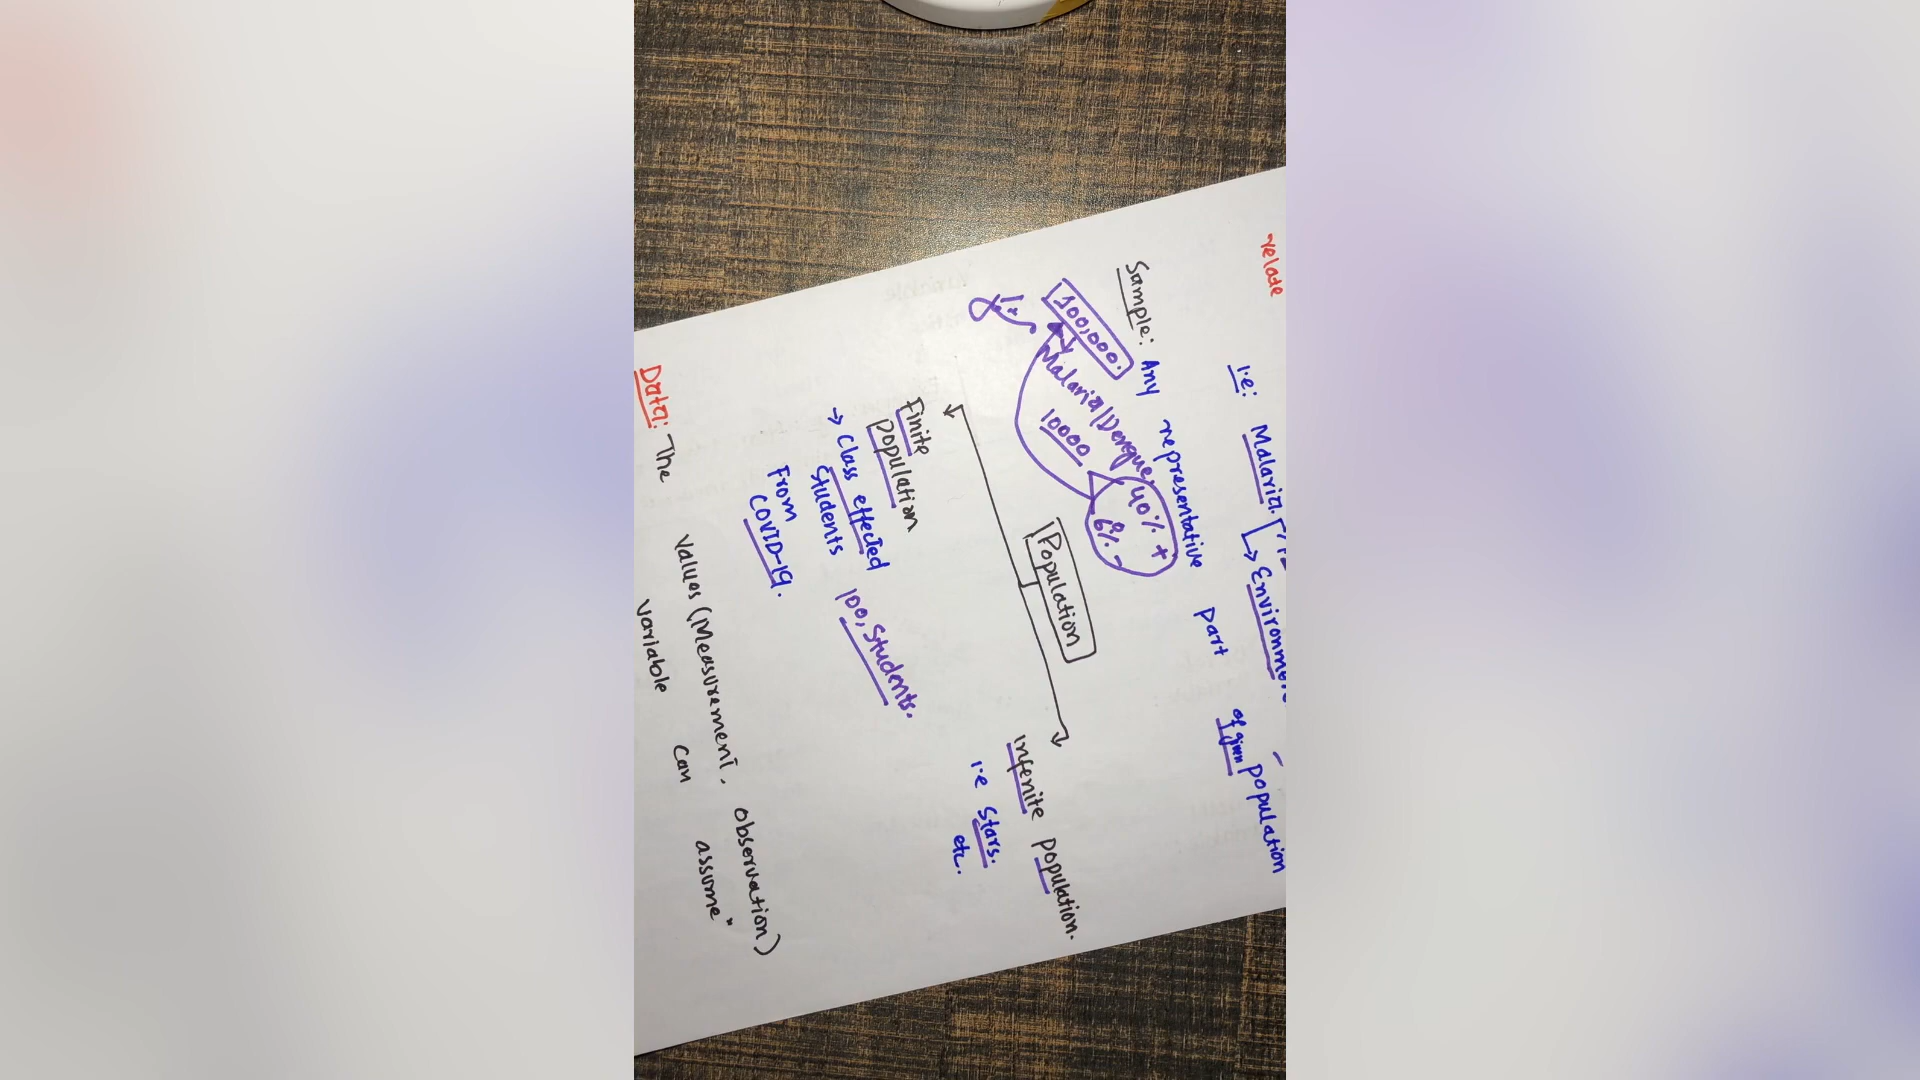 relate
i.e: Malaria.
↳ Environment
Sample: Any representative part of given population
100,000.
Malaria/Dengue.
10000
40% +
6%. -
Population
Finite population
infenite population.
→ Class effected students
From COVID-19.
100, Students.
i.e Stars.
etc.
Data: The values (Measurement, observation)
variable can assume"